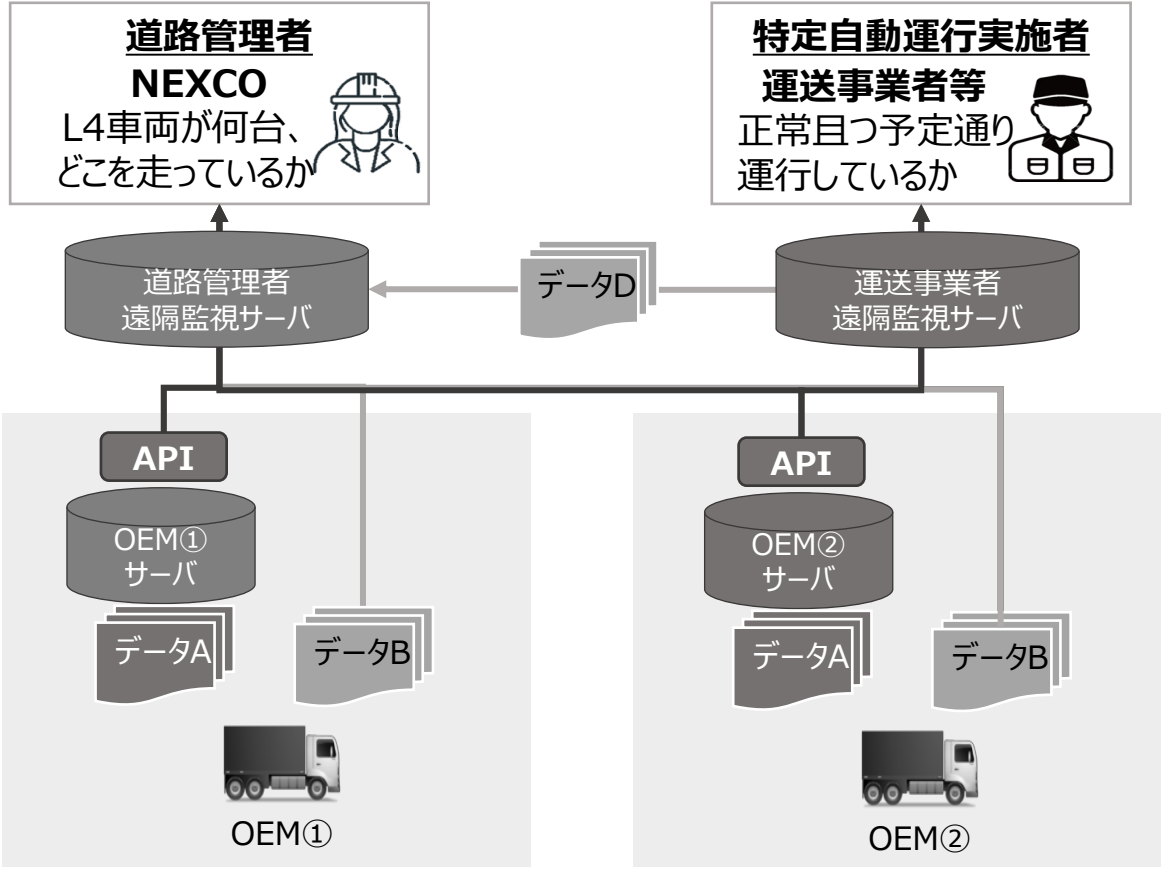 道路管理者
NEXCO
L4車両が何台、
どこを走っているか
特定自動運行実施者
運送事業者等
正常且つ予定通り
運行しているか
道路管理者
遠隔監視サーバ
データD
運送事業者
遠隔監視サーバ
API
OEM①
サーバ
データA
データB
OEM①
API
OEM②
サーバ
データA
データB
OEM②